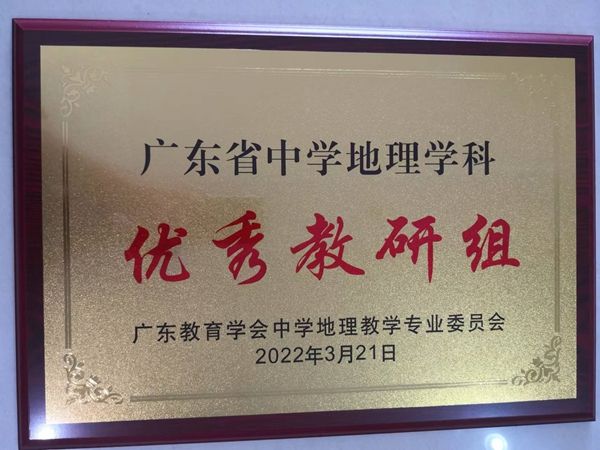 广东省中学地理学科
优秀教研组
广东教育学会中学地理教学专业委员会
2022年3月21日